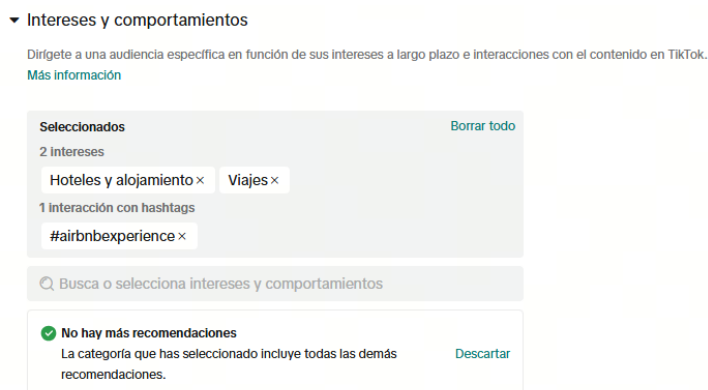 Intereses y comportamientos
Dirígete a una audiencia específica en función de sus intereses a largo plazo e interacciones con el contenido en TikTok.
Más información
Seleccionados Borrar todo
2 intereses
Hoteles y alojamiento × Viajes ×
1 interacción con hashtags
#airbnbexperience ×
Busca o selecciona intereses y comportamientos
No hay más recomendaciones
La categoría que has seleccionado incluye todas las demás Descartar
recomendaciones.